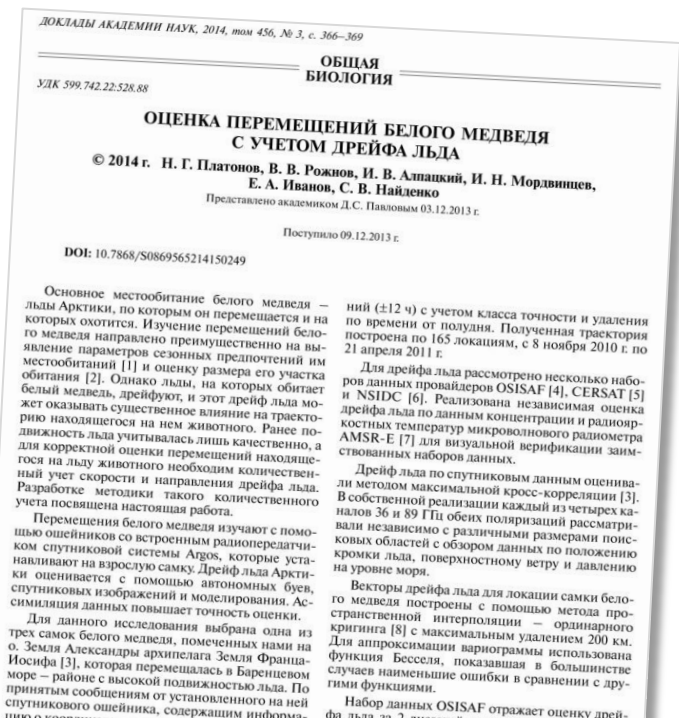 ДОКЛАДЫ АКАДЕМИИ НАУК, 2014, том 456, № 3, с. 366–369
ОБЩАЯ
БИОЛОГИЯ
УДК 599.742.22:528.88
ОЦЕНКА ПЕРЕМЕЩЕНИЙ БЕЛОГО МЕДВЕДЯ
С УЧЕТОМ ДРЕЙФА ЛЬДА
© 2014 г. Н. Г. Платонов, В. В. Рожнов, И. В. Алпацкий, И. Н. Мордвинцев,
Е. А. Иванов, С. В. Найденко
Представлено академиком Д.С. Павловым 03.12.2013 г.
Поступило 09.12.2013 г.
DOI: 10.7868/S0869565214150249
Основное местообитание белого медведя –
льды Арктики, по которым он перемещается и на
которых охотится. Изучение перемещений бело-
го медведя направлено преимущественно на вы-
явление параметров сезонных предпочтений им
местообитаний [1] и оценку размера его участка
обитания [2]. Однако льды, на которых обитает
белый медведь, дрейфуют, и этот дрейф льда мо-
жет оказывать существенное влияние на траекто-
рию находящегося на нем животного. Ранее по-
движность льда учитывалась лишь качественно, а
для корректной оценки перемещений находяще-
гося на льду животного необходим количествен-
ный учет скорости и направления дрейфа льда.
Разработке методики такого количественного
учета посвящена настоящая работа.
Перемещения белого медведя изучают с помо-
щью ошейников со встроенным радиопередатчи-
ком спутниковой системы Argos, которые уста-
навливают на взрослую самку. Дрейф льда Аркти-
ки оценивается с помощью автономных буев,
спутниковых изображений и моделирования. Ас-
симиляция данных повышает точность оценки.
Для данного исследования выбрана одна из
трех самок белого медведя, помеченных нами на
о. Земля Александры архипелага Земля Франца-
Иосифа [3], которая перемещалась в Баренцевом
море – районе с высокой подвижностью льда. По
принятым сообщениям от установленного на ней
спутникового ошейника, содержащим информа-
цию о
ний (±12 ч) с учетом класса точности и удаления
по времени от полудня. Полученная траектория
построена по 165 локациям, с 8 ноября 2010 г. по
21 апреля 2011 г.
Для дрейфа льда рассмотрено несколько набо-
ров данных провайдеров OSISAF [4], CERSAT [5]
и NSIDC [6]. Реализована независимая оценка
дрейфа льда по данным концентрации и радиояр-
костных температур микроволнового радиометра
AMSR-E [7] для визуальной верификации заим-
ствованных наборов данных.
Дрейф льда по спутниковым данным оценива-
ли методом максимальной кросс-корреляции [3].
В собственной реализации каждый из четырех ка-
налов 36 и 89 ГГц обеих поляризаций рассматри-
вали независимо с различными размерами поис-
ковых областей с обзором данных по положению
кромки льда, поверхностному ветру и давлению
на уровне моря.
Векторы дрейфа льда для локации самки бело-
го медведя построены с помощью метода про-
странственной интерполяции – ординарного
кригинга [8] с максимальным удалением 200 км.
Для аппроксимации вариограммы использована
функция Бесселя, показавшая в большинстве
случаев наименьшие ошибки в сравнении с дру-
гими функциями.
Набор данных OSISAF отражает оценку дрей-
фа льда за 2